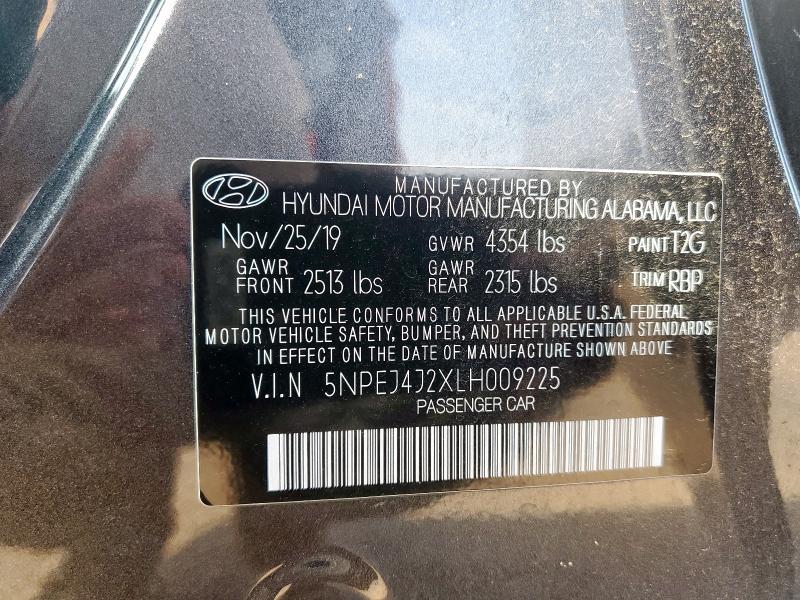 MANUFACTURED BY
HYUNDAI MOTOR MANUFACTURING ALABAMA, LLC
Nov/25/19 GVWR 4354 lbs PAINT T2G
GAWR FRONT 2513 lbs GAWR REAR 2315 lbs TRIM RBP
THIS VEHICLE CONFORMS TO ALL APPLICABLE U.S.A. FEDERAL
MOTOR VEHICLE SAFETY, BUMPER, AND THEFT PREVENTION STANDARDS
IN EFFECT ON THE DATE OF MANUFACTURE SHOWN ABOVE
V.I.N 5NPEJ4J2XLH009225
PASSENGER CAR